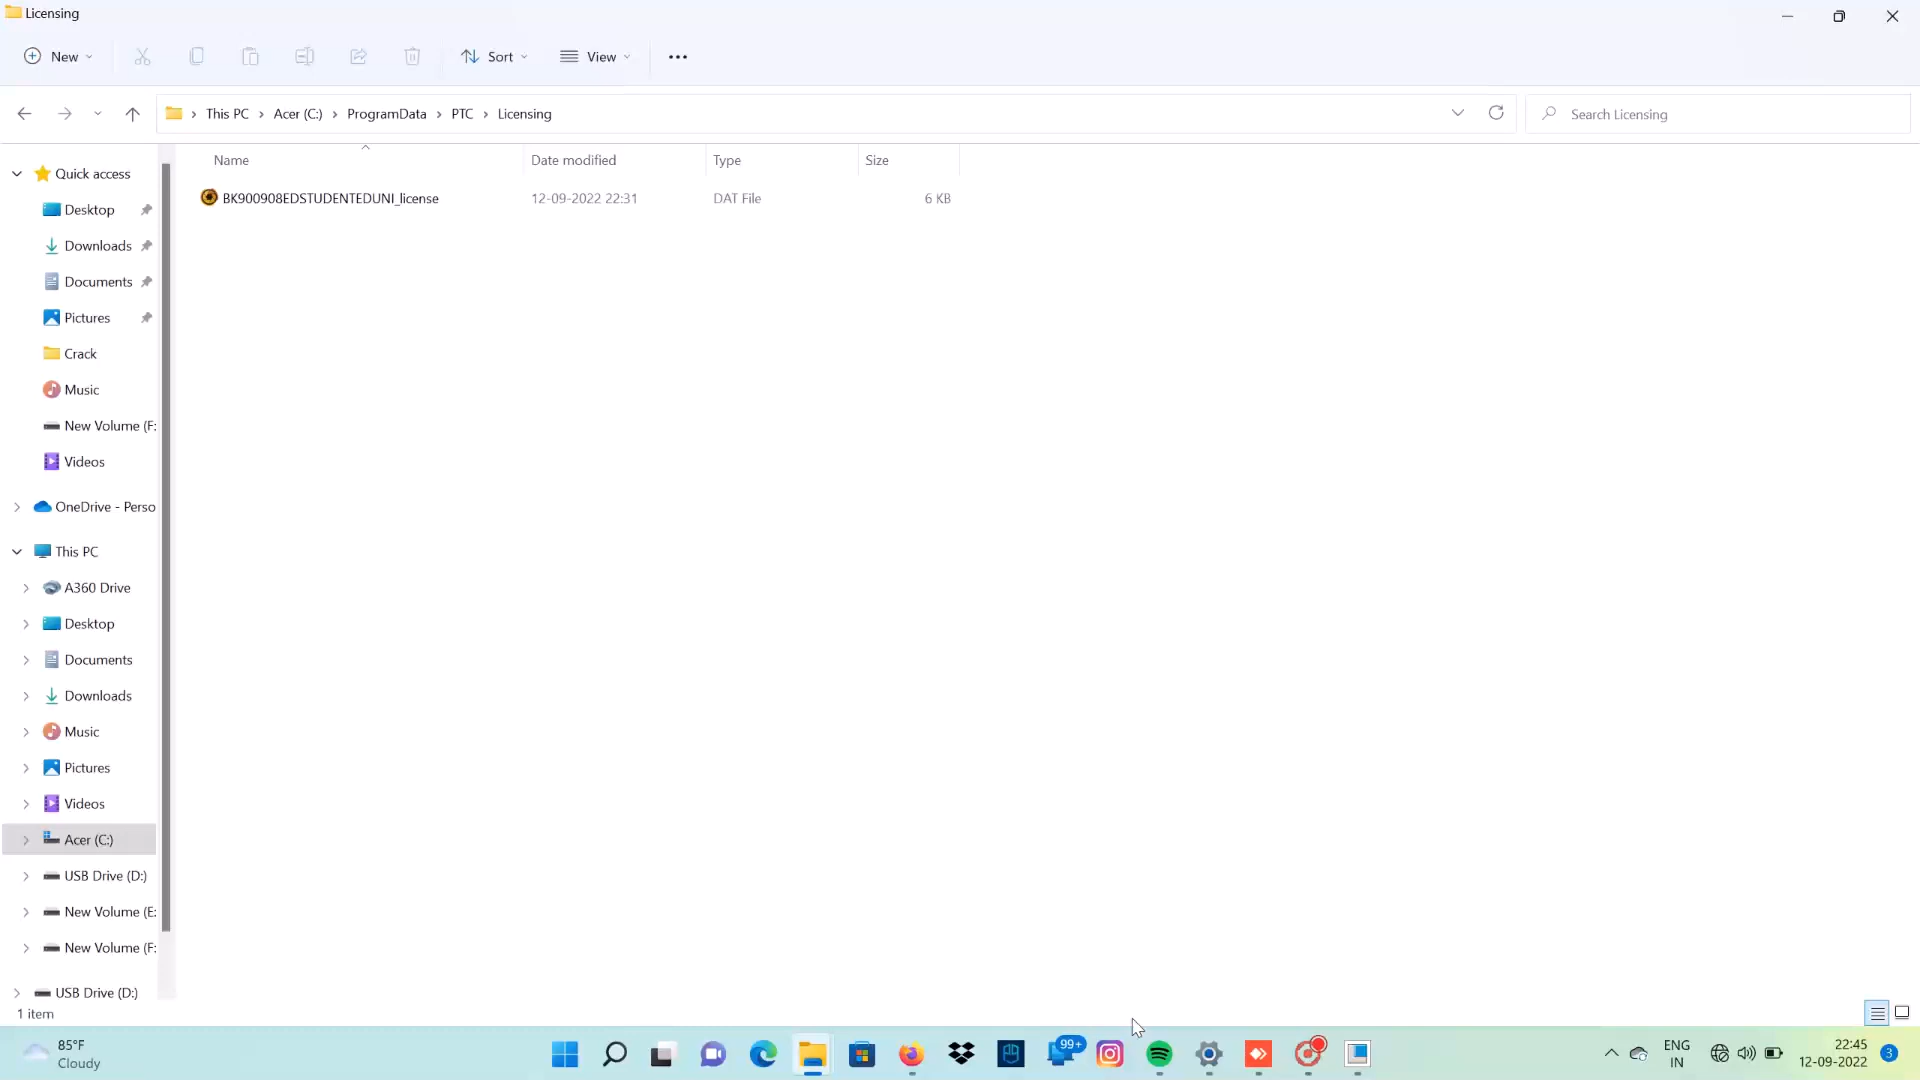 Licensing
New
Sort
View
This PC
Acer (C:)
ProgramData
PTC
Licensing
Search Licensing
Name
Date modified
Type
Size
BK900908EDSTUDENTEDUNI_license
12-09-2022 22:31
DAT File
6 KB
Quick access
Desktop
Downloads
Documents
Pictures
Crack
Music
New Volume (F:
Videos
OneDrive - Perso
This PC
A360 Drive
Desktop
Documents
Downloads
Music
Pictures
Videos
Acer (C:)
USB Drive (D:)
New Volume (E:
New Volume (F:
USB Drive (D:)
1 item
85°F
Cloudy
99+
ENG
IN
22:45
12-09-2022
3